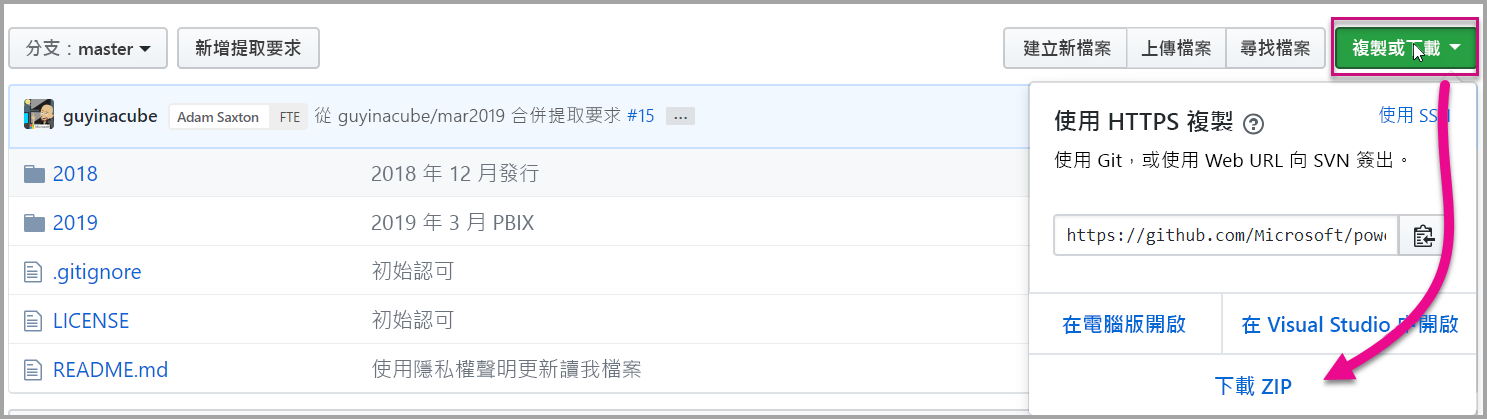 分支：master
新增提取要求
建立新檔案
上傳檔案
尋找檔案
複製或下載
guyinacube
Adam Saxton
FTE
從 guyinacube/mar2019 合併提取要求 #15
...
2018
2018 年 12 月發行
2019
2019 年 3 月 PBIX
.gitignore
初始認可
LICENSE
初始認可
README.md
使用隱私權聲明更新讀我檔案
使用 HTTPS 複製
使用 SSH
使用 Git，或使用 Web URL 向 SVN 簽出。
https://github.com/Microsoft/powe
在電腦版開啟
在 Visual Studio 中開啟
下載 ZIP